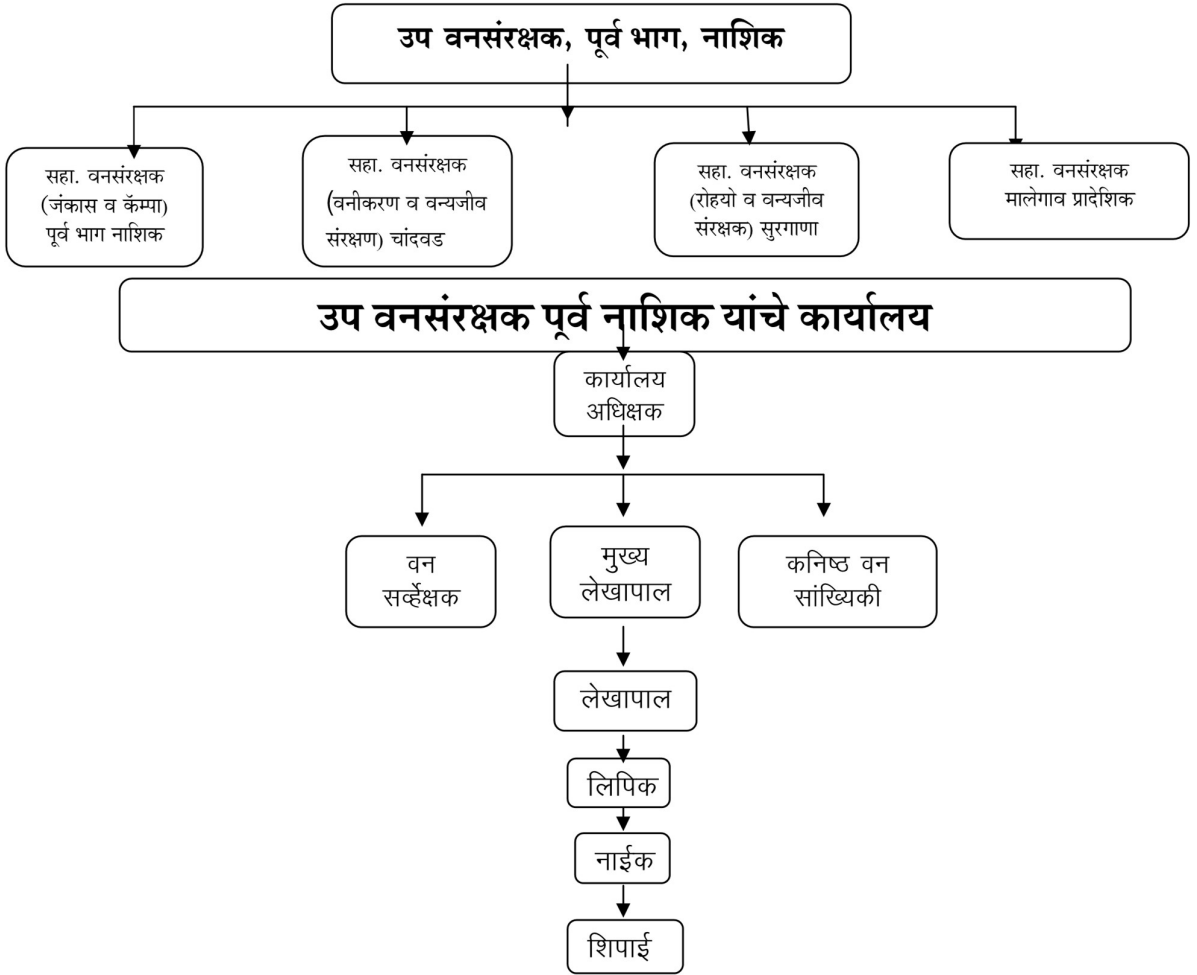 उप वनसंरक्षक, पूर्व भाग, नाशिक
सहा. वनसंरक्षक
(जंकास व कॅम्पा)
पूर्व भाग नाशिक
सहा. वनसंरक्षक
(वनीकरण व वन्यजीव
संरक्षण) चांदवड
सहा. वनसंरक्षक
(रोहयो व वन्यजीव
संरक्षक) सुरगाणा
सहा. वनसंरक्षक
मालेगाव प्रादेशिक
उप वनसंरक्षक पूर्व नाशिक यांचे कार्यालय
कार्यालय
अधिक्षक
वन
सर्व्हेक्षक
मुख्य
लेखापाल
कनिष्ठ वन
सांख्यिकी
लेखापाल
लिपिक
नाईक
शिपाई